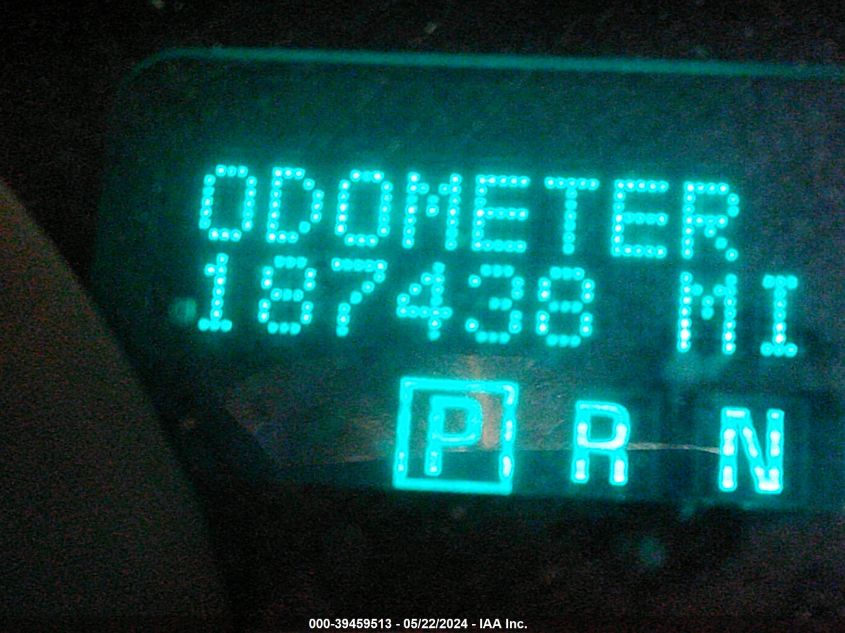 ODOMETER
187438 MI
P R N
000-39459513 - 05/22/2024 - IAA Inc.